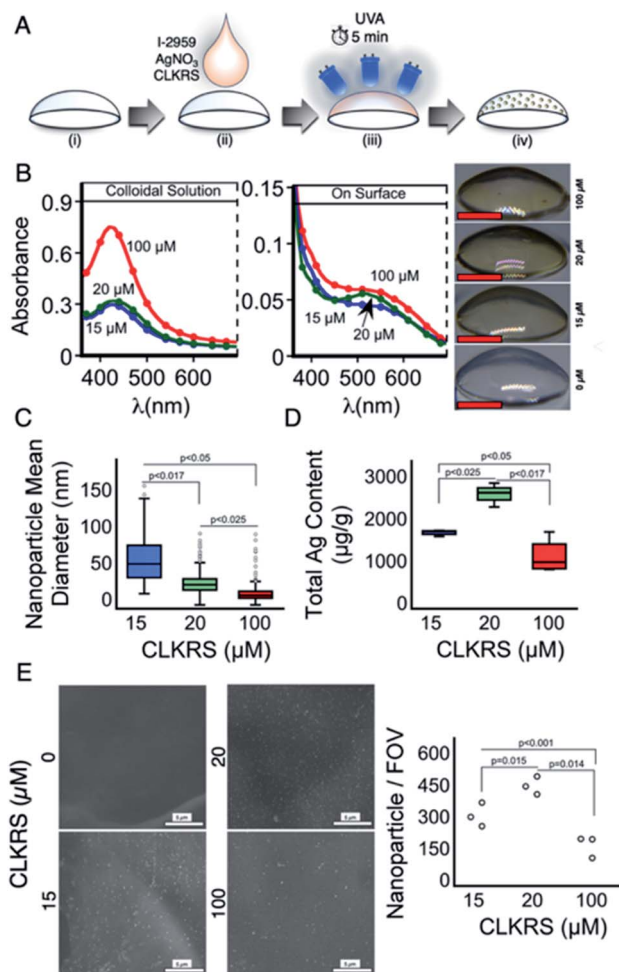 A
I-2959
AgNO3
CLKRS
UVA
5 min
(i)
(ii)
(iii)
(iv)
B
Absorbance
Colloidal Solution
0.9
0.6
0.3
0
100 µM
20 µM
15 µM
400 500 600
λ(nm)
On Surface
0.15
0.1
0.05
0
100 µM
15 µM
20 µM
400 500 600
λ(nm)
100 µM
20 µM
15 µM
0 µM
C
Nanoparticle Mean
Diameter (nm)
150
100
50
0
p<0.05
p<0.017
p<0.025
15 20 100
CLKRS (µM)
D
Total Ag Content
(µg/g)
3000
2000
1000
0
p<0.05
p<0.025
p<0.017
15 20 100
CLKRS (µM)
E
CLKRS (µM)
0
20
15
100
Nanoparticle / FOV
600
450
300
150
0
p<0.001
p=0.015
p=0.014
15 20 100
CLKRS (µM)